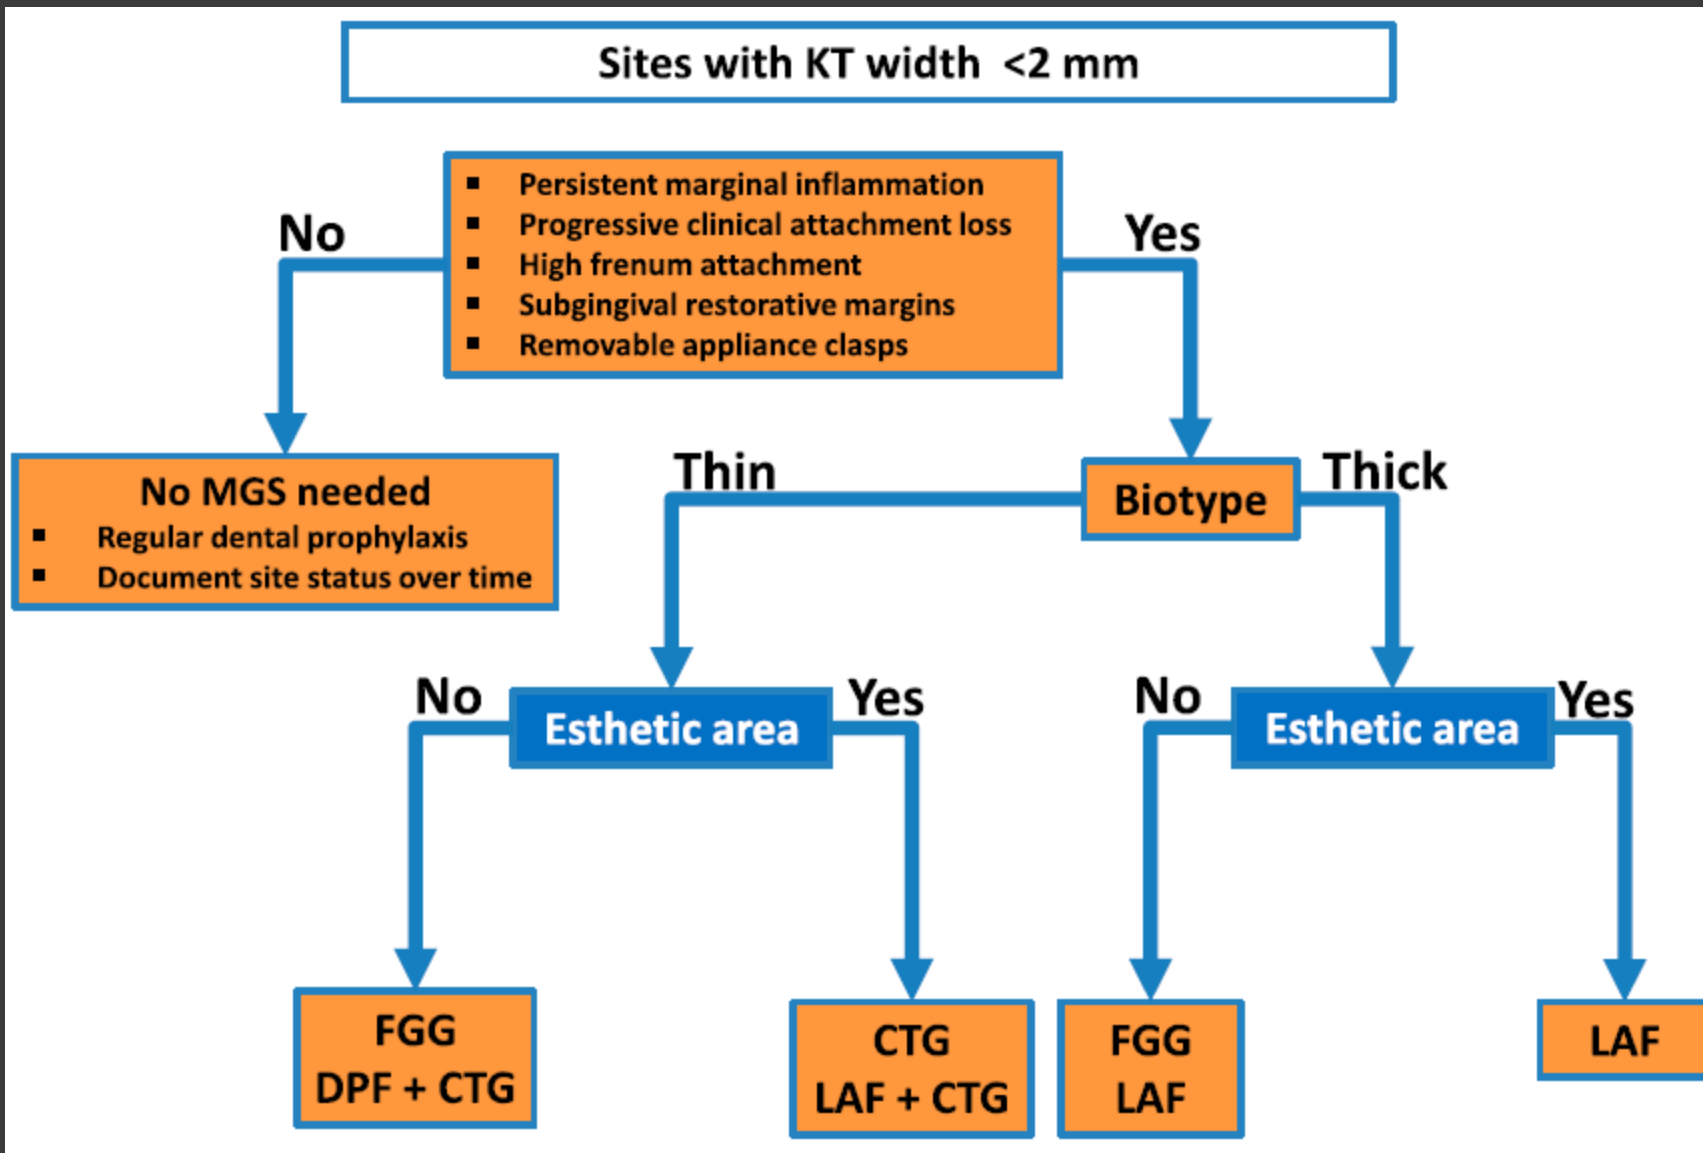 Sites with KT width <2 mm
▪ Persistent marginal inflammation
▪ Progressive clinical attachment loss
▪ High frenum attachment
▪ Subgingival restorative margins
▪ Removable appliance clasps
No
Yes
No MGS needed
▪ Regular dental prophylaxis
▪ Document site status over time
Thin
Biotype
Thick
No
Esthetic area
Yes
No
Esthetic area
Yes
FGG
DPF + CTG
CTG
LAF + CTG
FGG
LAF
LAF